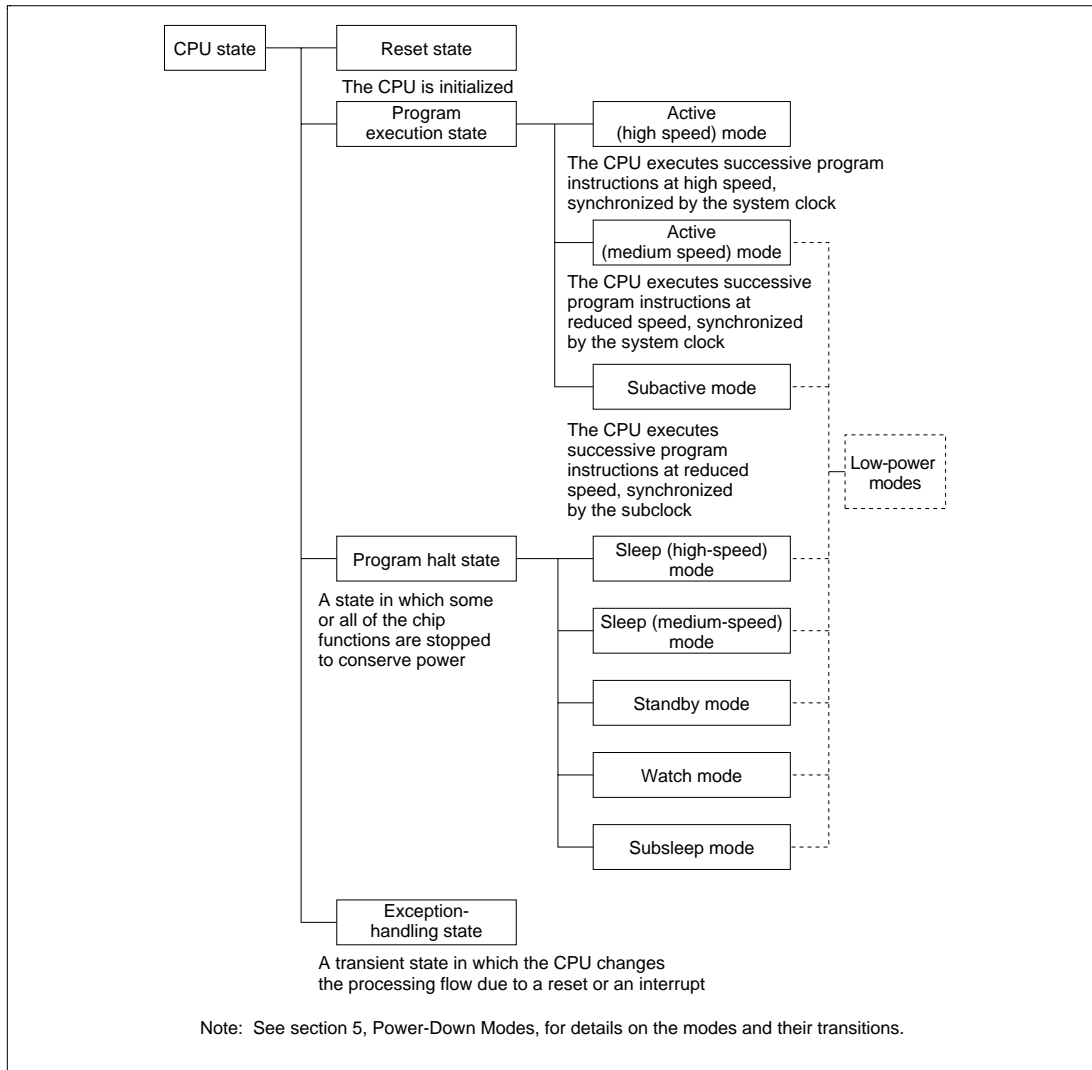 CPU state
Reset state
The CPU is initialized
Program
execution state
Active
(high speed) mode
The CPU executes successive program
instructions at high speed,
synchronized by the system clock
Active
(medium speed) mode
The CPU executes successive
program instructions at
reduced speed, synchronized
by the system clock
Subactive mode
The CPU executes
successive program
instructions at reduced
speed, synchronized
by the subclock
Low-power
modes
Program halt state
A state in which some
or all of the chip
functions are stopped
to conserve power
Sleep (high-speed)
mode
Sleep (medium-speed)
mode
Standby mode
Watch mode
Subsleep mode
Exception-
handling state
A transient state in which the CPU changes
the processing flow due to a reset or an interrupt
Note: See section 5, Power-Down Modes, for details on the modes and their transitions.